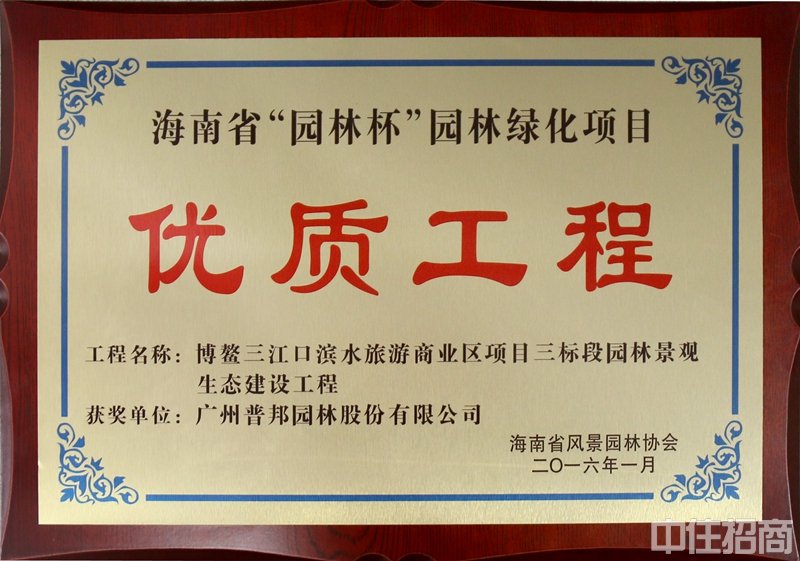 海南省“园林杯”园林绿化项目
优质工程
工程名称：博鳌三江口滨水旅游商业区项目三标段园林景观
生态建设工程
获奖单位：广州普邦园林股份有限公司
海南省风景园林协会
二〇一六年一月
中住招商